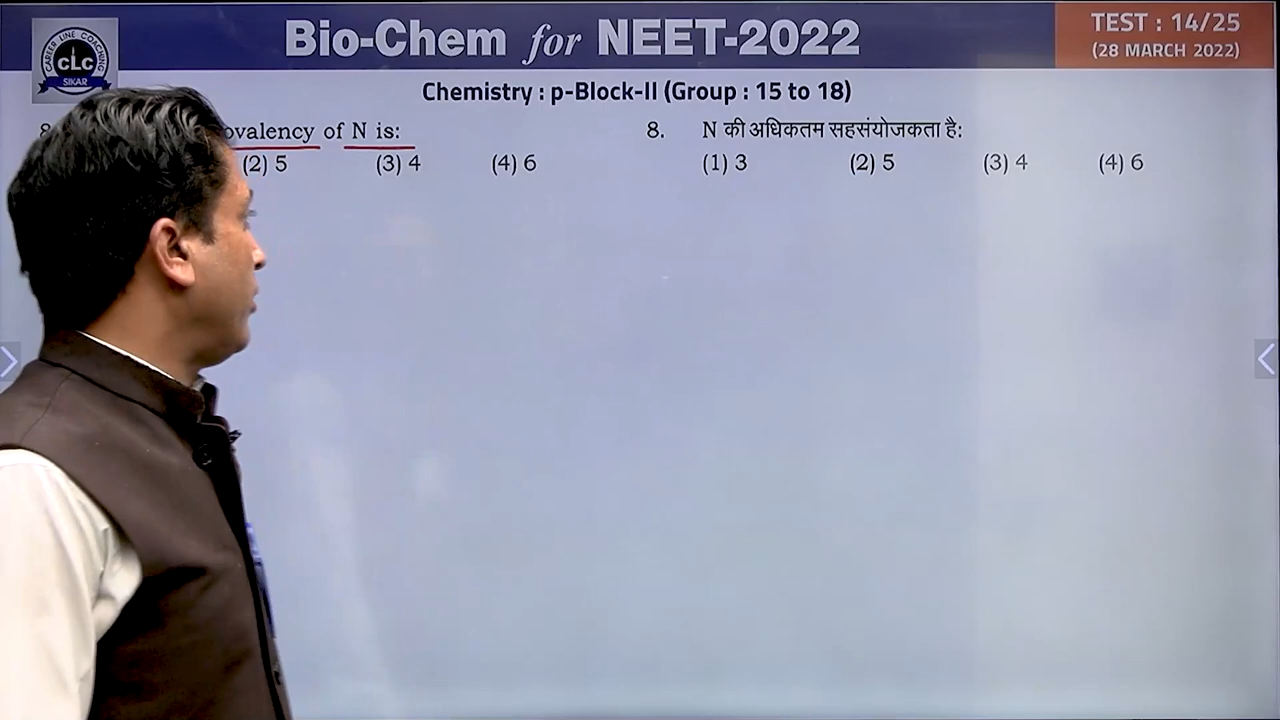 Bio-Chem for NEET-2022
TEST : 14/25
(28 MARCH 2022)
CAREER LINE COACHING
cLc
SIKAR
Chemistry : p-Block-II (Group : 15 to 18)
8 ovalency of N is:
(2) 5 (3) 4 (4) 6
8. N की अधिकतम सहसंयोजकता है:
(1) 3 (2) 5 (3) 4 (4) 6